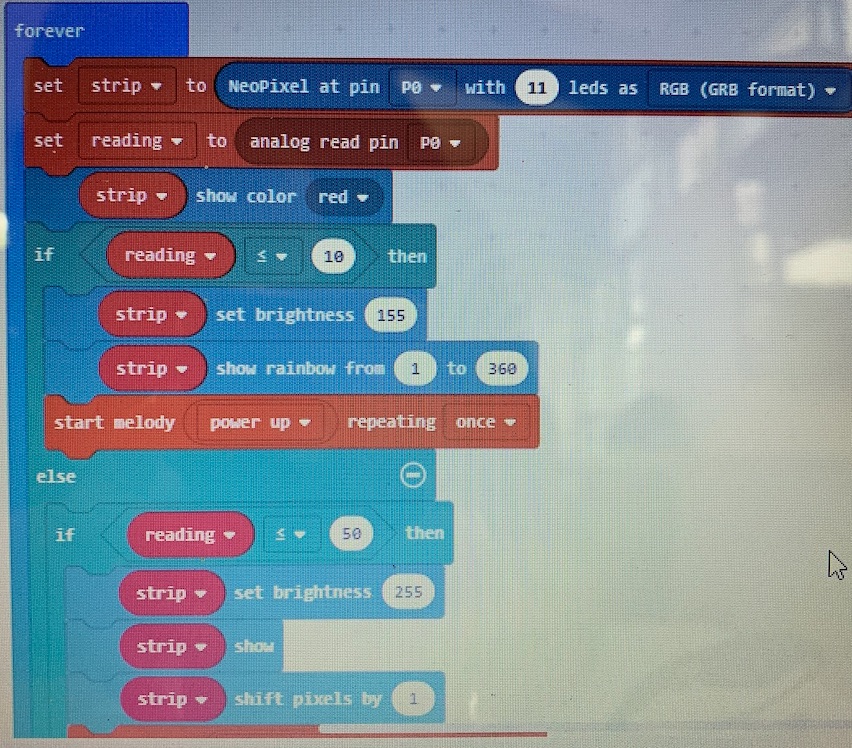 forever
set strip to NeoPixel at pin P0 with 11 leds as RGB (GRB format)
set reading to analog read pin P0
strip show color red
if reading ≤ 10 then
strip set brightness 155
strip show rainbow from 1 to 360
start melody power up repeating once
else
if reading ≤ 50 then
strip set brightness 255
strip show
strip shift pixels by 1